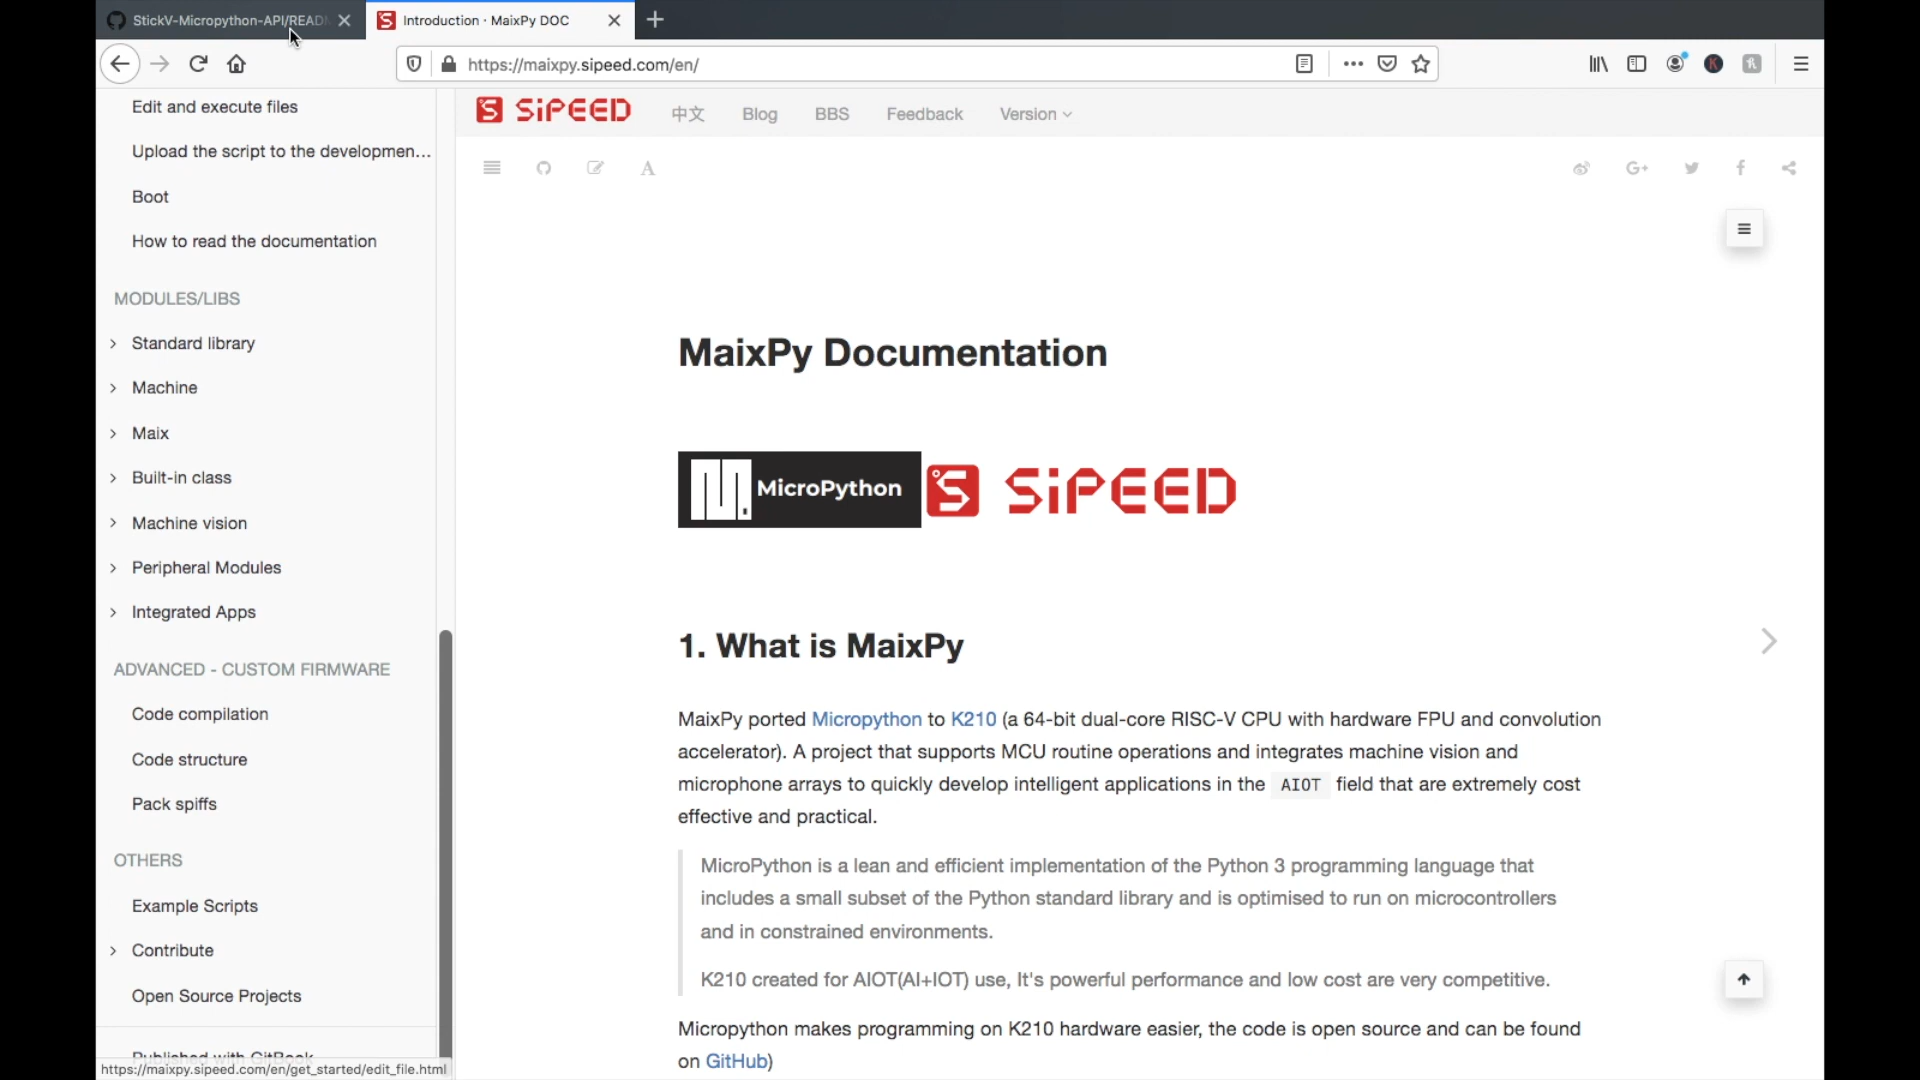 StickV-Micropython-API/READ
Introduction · MaixPy DOC
https://maixpy.sipeed.com/en/
Edit and execute files
Upload the script to the developmen...
Boot
How to read the documentation
MODULES/LIBS
Standard library
Machine
Maix
Built-in class
Machine vision
Peripheral Modules
Integrated Apps
ADVANCED - CUSTOM FIRMWARE
Code compilation
Code structure
Pack spiffs
OTHERS
Example Scripts
Contribute
Open Source Projects
Published with GitBook
https://maixpy.sipeed.com/en/get_started/edit_file.html
SiPEED 中文 Blog BBS Feedback Version
MaixPy Documentation
MicroPython SiPEED
1. What is MaixPy
MaixPy ported Micropython to K210 (a 64-bit dual-core RISC-V CPU with hardware FPU and convolution
accelerator). A project that supports MCU routine operations and integrates machine vision and
microphone arrays to quickly develop intelligent applications in the AIOT field that are extremely cost
effective and practical.
MicroPython is a lean and efficient implementation of the Python 3 programming language that
includes a small subset of the Python standard library and is optimised to run on microcontrollers
and in constrained environments.
K210 created for AIOT(AI+IOT) use, It's powerful performance and low cost are very competitive.
Micropython makes programming on K210 hardware easier, the code is open source and can be found
on GitHub)